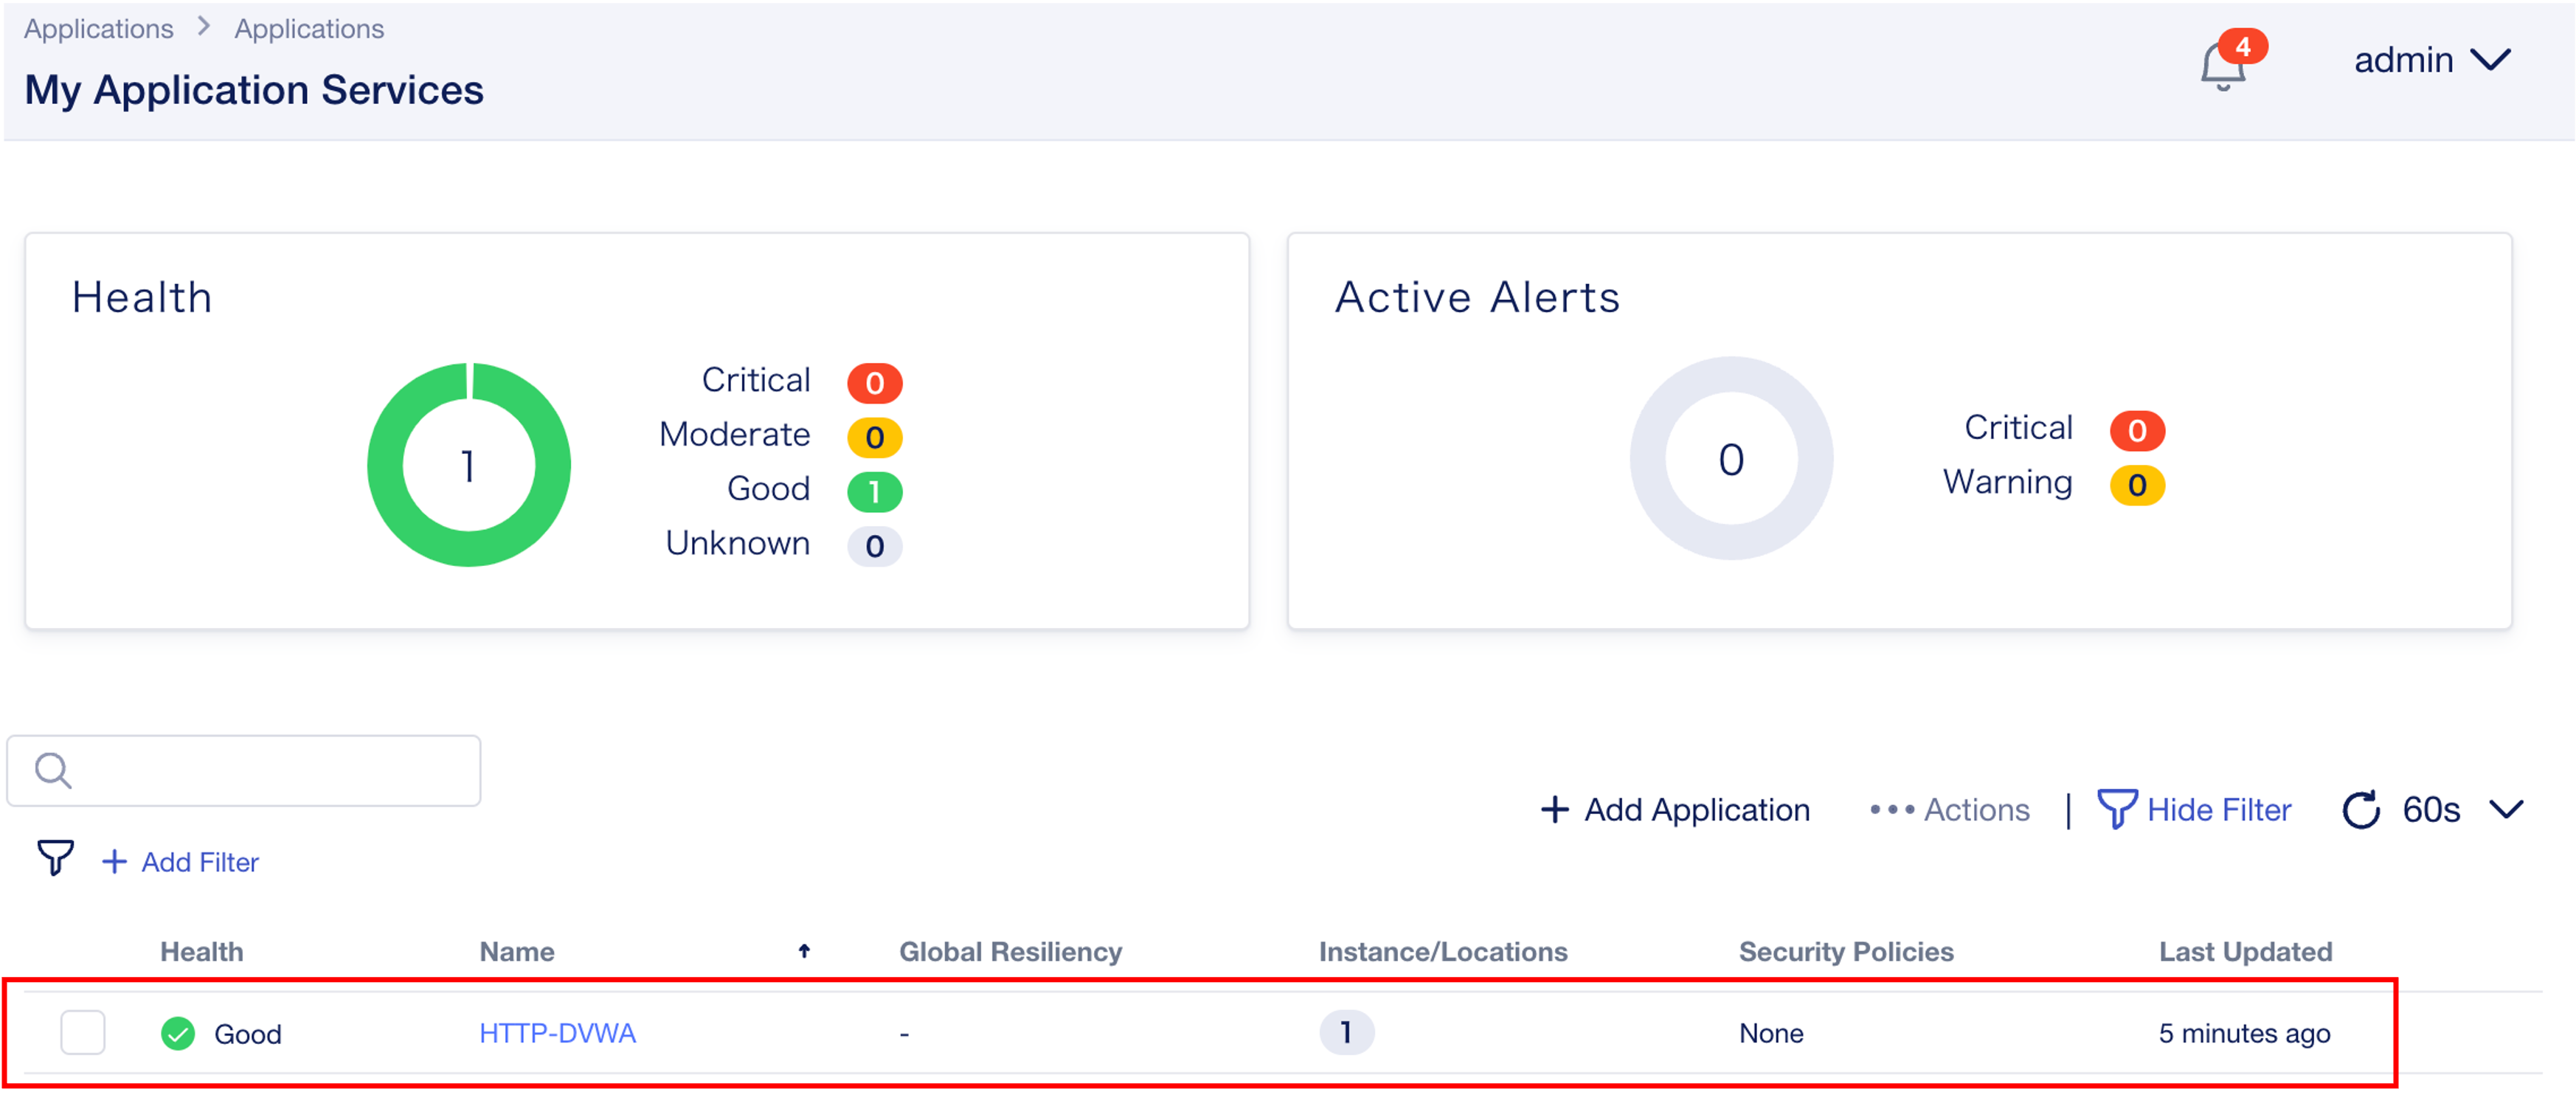 Applications > Applications
My Application Services
4
admin
Health
1
Critical 0
Moderate 0
Good 1
Unknown 0
Active Alerts
0
Critical 0
Warning 0
+ Add Application ••• Actions | Hide Filter 60s
+ Add Filter
Health Name ↑ Global Resiliency Instance/Locations Security Policies Last Updated
Good HTTP-DVWA - 1 None 5 minutes ago